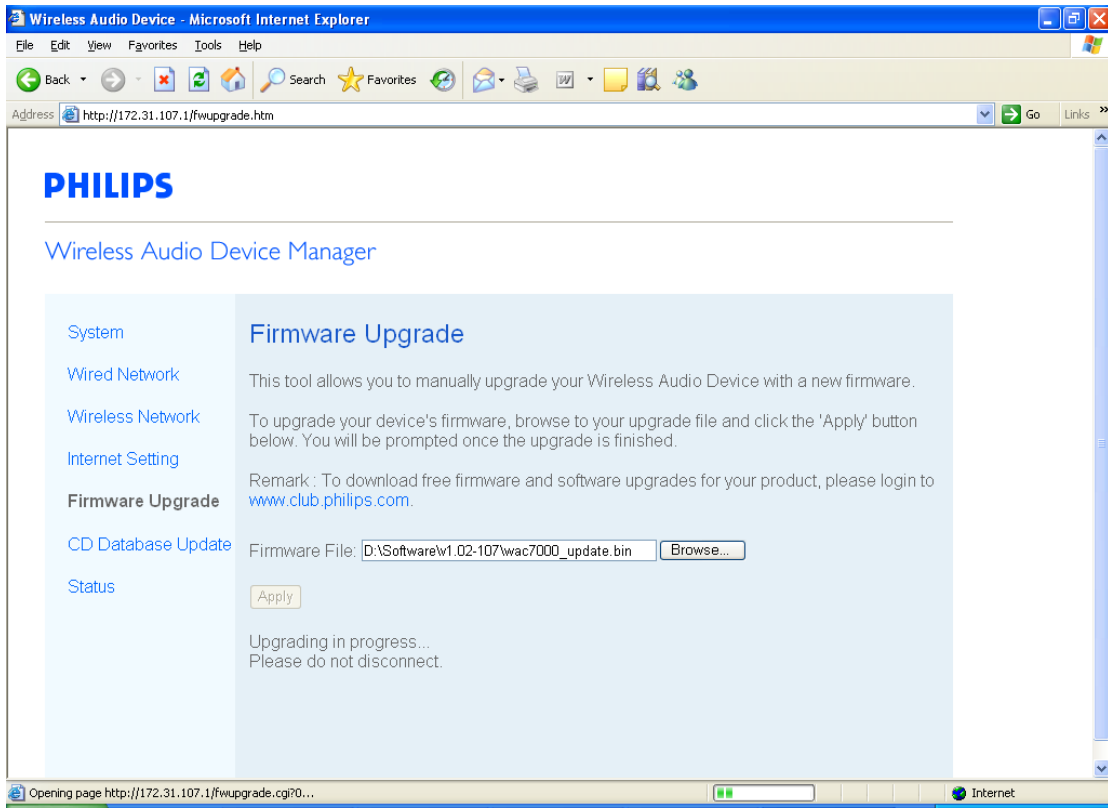 Wireless Audio Device - Microsoft Internet Explorer
File Edit View Favorites Tools Help
Back Search Favorites
Address http://172.31.107.1/fwupgrade.htm Go Links »
PHILIPS
Wireless Audio Device Manager
System
Wired Network
Wireless Network
Internet Setting
Firmware Upgrade
CD Database Update
Status
Firmware Upgrade
This tool allows you to manually upgrade your Wireless Audio Device with a new firmware.
To upgrade your device's firmware, browse to your upgrade file and click the 'Apply' button
below. You will be prompted once the upgrade is finished.
Remark : To download free firmware and software upgrades for your product, please login to
www.club.philips.com.
Firmware File: D:\Software\v1.02-107\wac7000_update.bin Browse...
Apply
Upgrading in progress...
Please do not disconnect.
Opening page http://172.31.107.1/fwupgrade.cgi?0... Internet